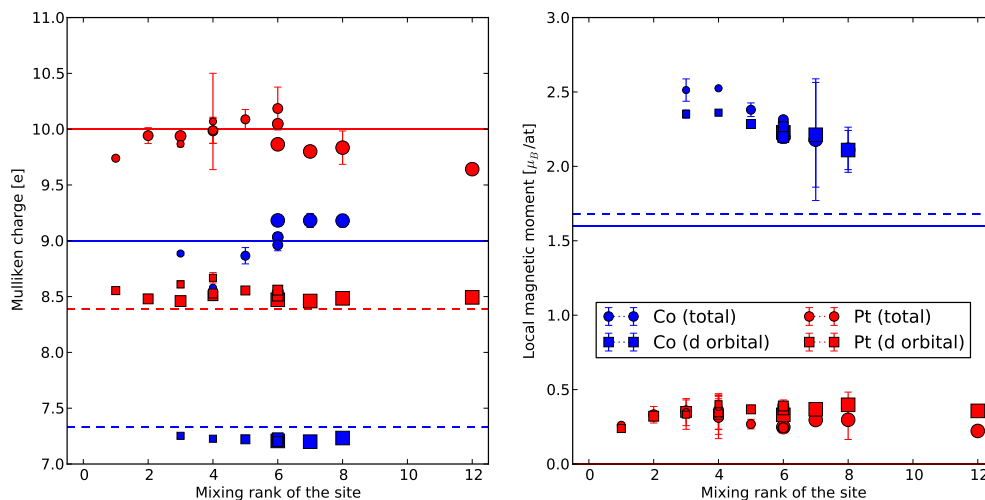 11.0
10.5
10.0
9.5
9.0
8.5
8.0
7.5
7.0
Mulliken charge [e]
0 2 4 6 8 10 12
Mixing rank of the site
3.0
2.5
2.0
1.5
1.0
0.5
0.0
Local magnetic moment [μ_B/at]
Co (total) Pt (total)
Co (d orbital) Pt (d orbital)
0 2 4 6 8 10 12
Mixing rank of the site